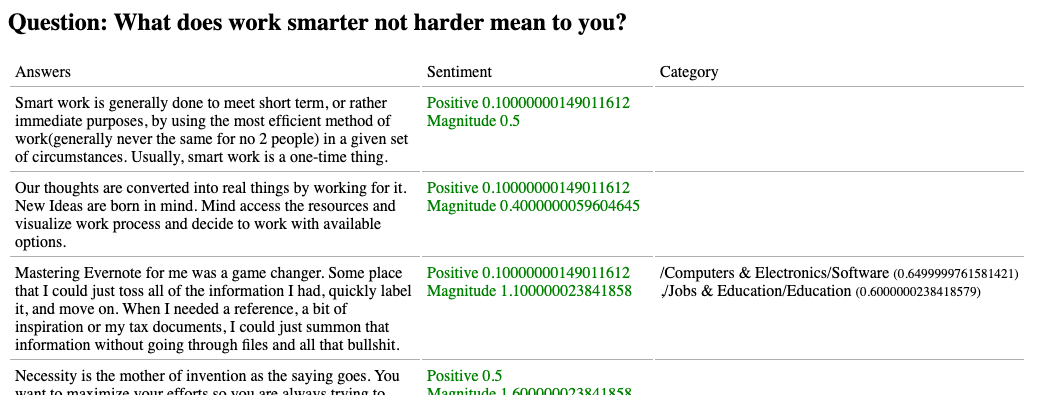 Question: What does work smarter not harder mean to you?
Answers Sentiment Category
Smart work is generally done to meet short term, or rather
immediate purposes, by using the most efficient method of
work(generally never the same for no 2 people) in a given set
of circumstances. Usually, smart work is a one-time thing.
Positive 0.10000000149011612
Magnitude 0.5
Our thoughts are converted into real things by working for it.
New Ideas are born in mind. Mind access the resources and
visualize work process and decide to work with available
options.
Positive 0.10000000149011612
Magnitude 0.4000000059604645
Mastering Evernote for me was a game changer. Some place
that I could just toss all of the information I had, quickly label
it, and move on. When I needed a reference, a bit of
inspiration or my tax documents, I could just summon that
information without going through files and all that bullshit.
Positive 0.10000000149011612
Magnitude 1.100000023841858
/Computers & Electronics/Software (0.6499999761581421)
,/Jobs & Education/Education (0.6000000238418579)
Necessity is the mother of invention as the saying goes. You
want to maximize your efforts so you are always trying to
Positive 0.5
Magnitude 1.600000023841858